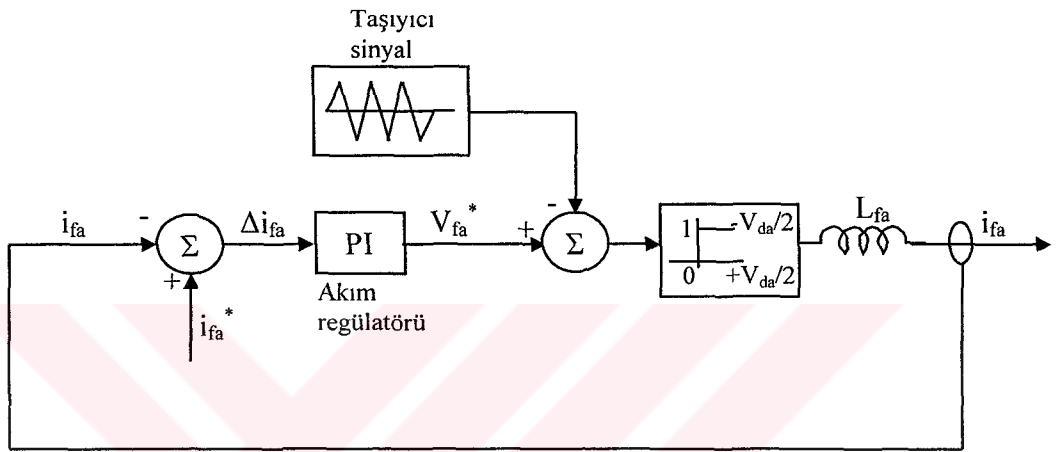 Taşıyıcı
sinyal
i_fa
-
Σ
+
i_fa*
Δi_fa
PI
Akım
regülatörü
V_fa*
+
-
Σ
1
0
-V_da/2
+V_da/2
L_fa
i_fa